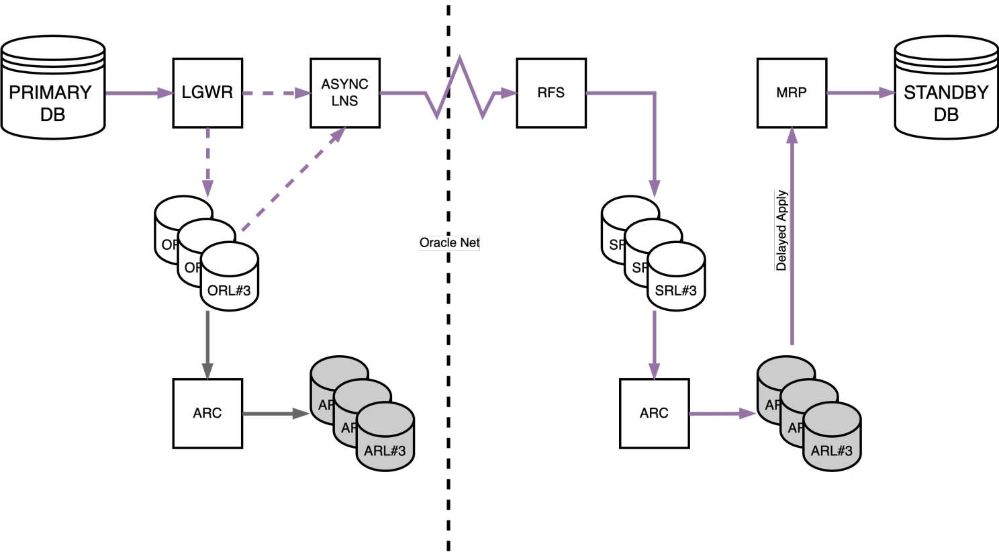 PRIMARY
DB
LGWR
ASYNC
LNS
RFS
MRP
STANDBY
DB
ORL#3
Oracle Net
SRL#3
Delayed Apply
ARC
ARL#3
ARC
ARL#3